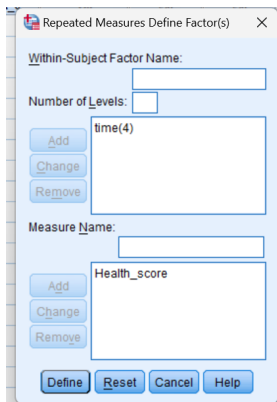 Repeated Measures Define Factor(s)
Within-Subject Factor Name:
Number of Levels:
Add
Change
Remove
time(4)
Measure Name:
Add
Change
Remove
Health_score
Define Reset Cancel Help